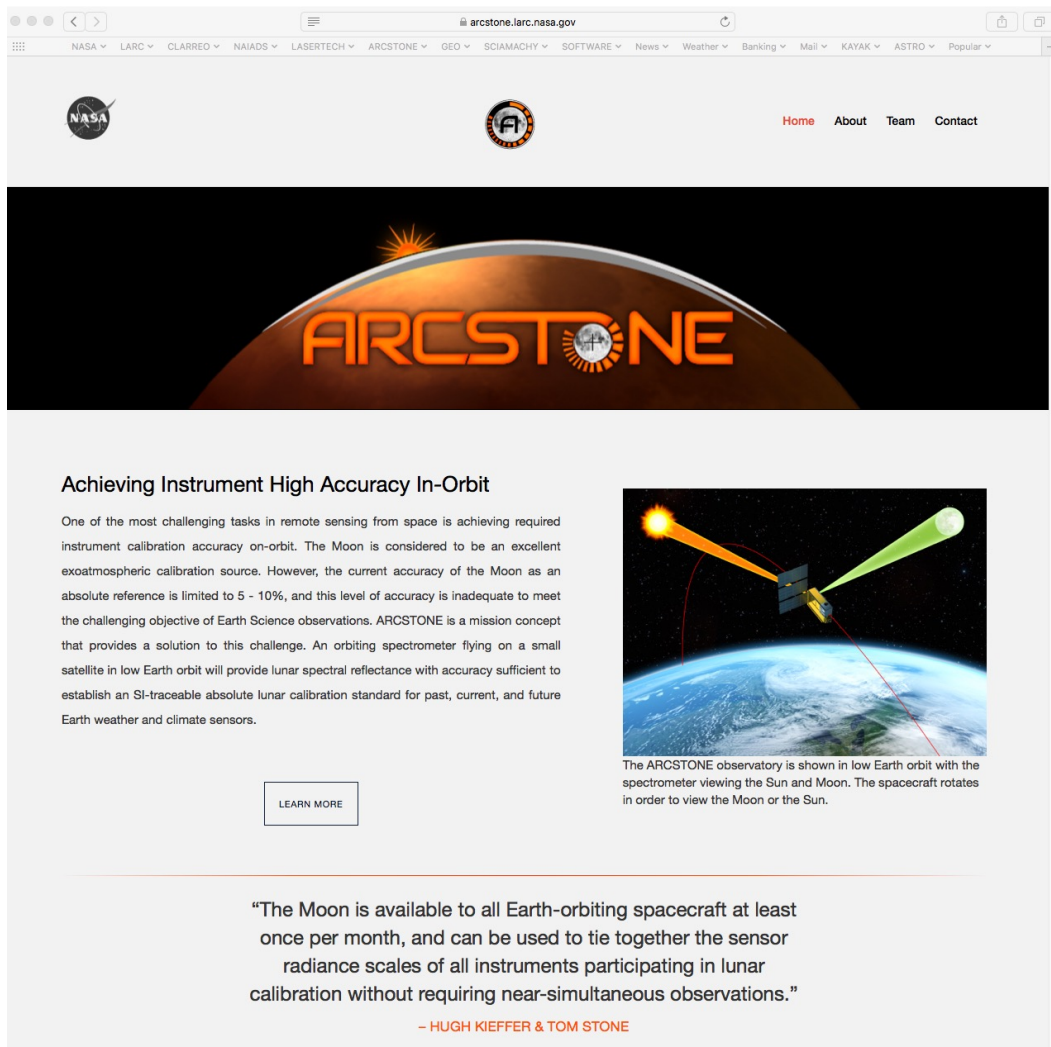 arcstone.larc.nasa.gov
NASA LARC CLARREO NAIADS LASERTECH ARCSTONE GEO SCIAMACHY SOFTWARE News Weather Banking Mail KAYAK ASTRO Popular
NASA
A
Home About Team Contact
ARCSTONE
Achieving Instrument High Accuracy In-Orbit
One of the most challenging tasks in remote sensing from space is achieving required
instrument calibration accuracy on-orbit. The Moon is considered to be an excellent
exoatmospheric calibration source. However, the current accuracy of the Moon as an
absolute reference is limited to 5 - 10%, and this level of accuracy is inadequate to meet
the challenging objective of Earth Science observations. ARCSTONE is a mission concept
that provides a solution to this challenge. An orbiting spectrometer flying on a small
satellite in low Earth orbit will provide lunar spectral reflectance with accuracy sufficient to
establish an SI-traceable absolute lunar calibration standard for past, current, and future
Earth weather and climate sensors.
LEARN MORE
The ARCSTONE observatory is shown in low Earth orbit with the
spectrometer viewing the Sun and Moon. The spacecraft rotates
in order to view the Moon or the Sun.
“The Moon is available to all Earth-orbiting spacecraft at least
once per month, and can be used to tie together the sensor
radiance scales of all instruments participating in lunar
calibration without requiring near-simultaneous observations.”
– HUGH KIEFFER & TOM STONE